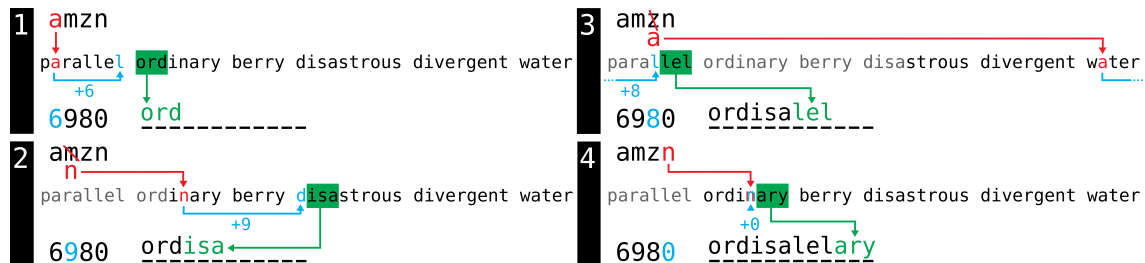 1
amzn
parallel ordinary berry disastrous divergent water
+6
6980
ord
2
amzn
n
parallel ordinary berry disastrous divergent water
+9
6980
ordisa
3
amzn
a
parallel ordinary berry disastrous divergent water
+8
6980
ordisalel
4
amzn
parallel ordinary berry disastrous divergent water
+0
6980
ordisalelary